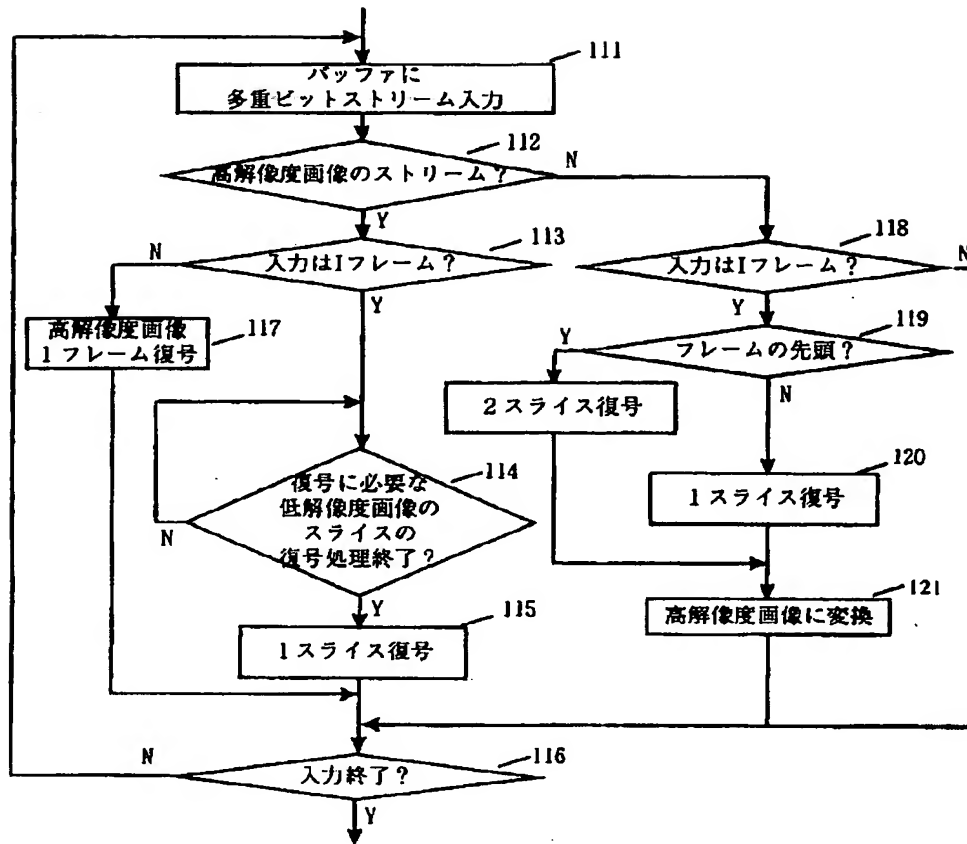 111
バッファに
多重ビットストリーム入力
112
高解像度画像のストリーム?
N
Y
113
入力はIフレーム?
N
Y
118
入力はIフレーム?
N
Y
117
高解像度画像
1フレーム復号
119
フレームの先頭?
Y
N
2スライス復号
114
復号に必要な
低解像度画像の
スライスの
復号処理終了?
N
Y
120
1スライス復号
115
1スライス復号
121
高解像度画像に変換
116
入力終了?
N
Y